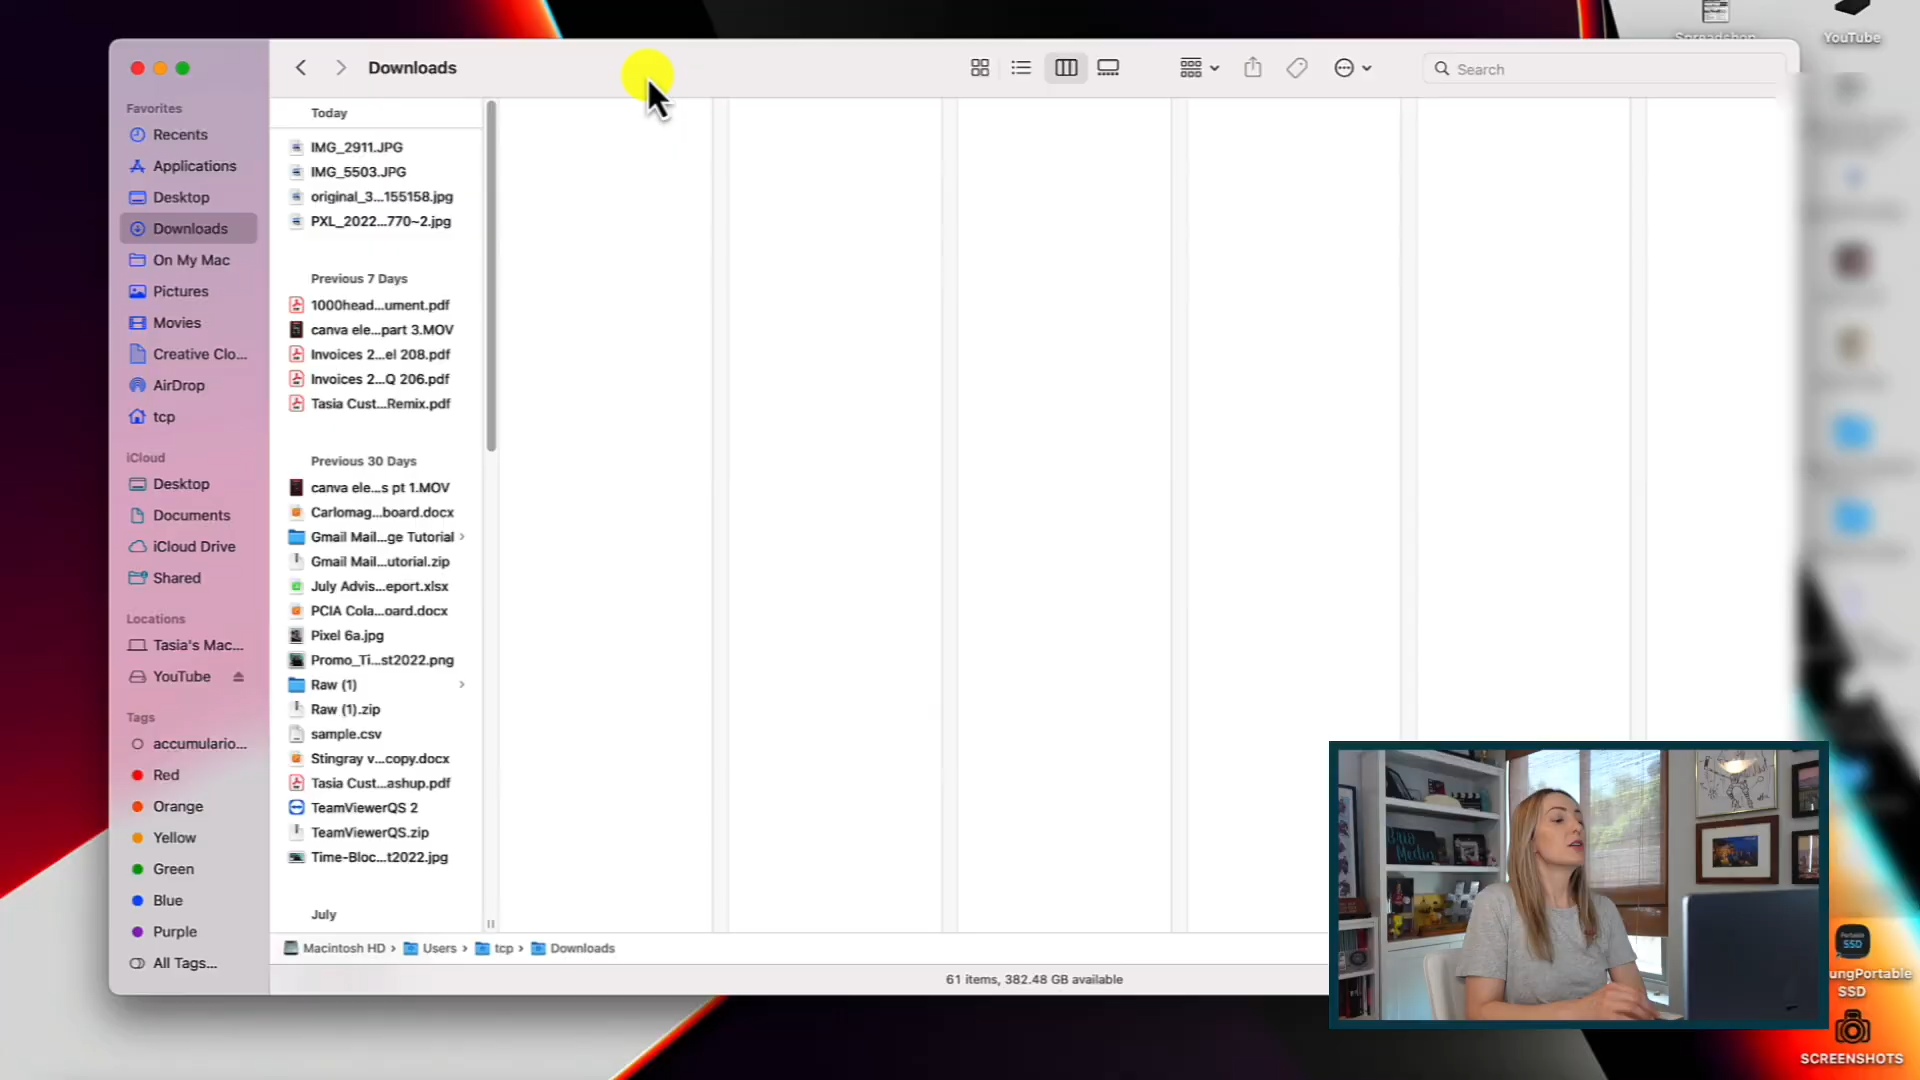 Spreadshop
YouTube
Downloads
Search
Favorites
Recents
Applications
Desktop
Downloads
On My Mac
Pictures
Movies
Creative Clo...
AirDrop
tcp
iCloud
Desktop
Documents
iCloud Drive
Shared
Locations
Tasia's Mac...
YouTube
Tags
accumulario...
Red
Orange
Yellow
Green
Blue
Purple
All Tags...
Today
IMG_2911.JPG
IMG_5503.JPG
original_3...155158.jpg
PXL_2022...770~2.jpg
Previous 7 Days
1000head...ument.pdf
canva ele...part 3.MOV
Invoices 2...el 208.pdf
Invoices 2...Q 206.pdf
Tasia Cust...Remix.pdf
Previous 30 Days
canva ele...s pt 1.MOV
Carlomag...board.docx
Gmail Mail...ge Tutorial
Gmail Mail...utorial.zip
July Advis...eport.xlsx
PCIA Cola...oard.docx
Pixel 6a.jpg
Promo_Ti...st2022.png
Raw (1)
Raw (1).zip
sample.csv
Stingray v...copy.docx
Tasia Cust...ashup.pdf
TeamViewerQS 2
TeamViewerQS.zip
Time-Bloc...t2022.jpg
July
Macintosh HD › Users › tcp › Downloads
61 items, 382.48 GB available
Media
Portable
SSD
ungPortable
SSD
SCREENSHOTS